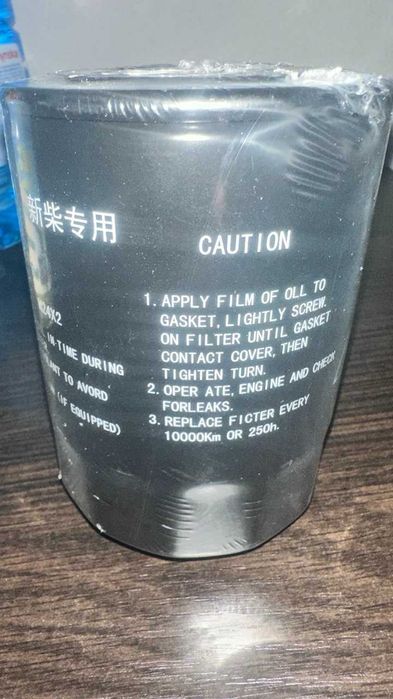 新柴专用
24X2
IN-TIME DURING
TO AVORD
(IF EQUIPPED)
CAUTION
1. APPLY FILM OF OLL TO
GASKET, LIGHTLY SCREW.
ON FILTER UNTIL GASKET
CONTACT COVER, THEN
TIGHTEN TURN.
2. OPER ATE, ENGINE AND CHECK
FORLEAKS.
3. REPLACE FICTER EVERY
10000Km OR 250h.